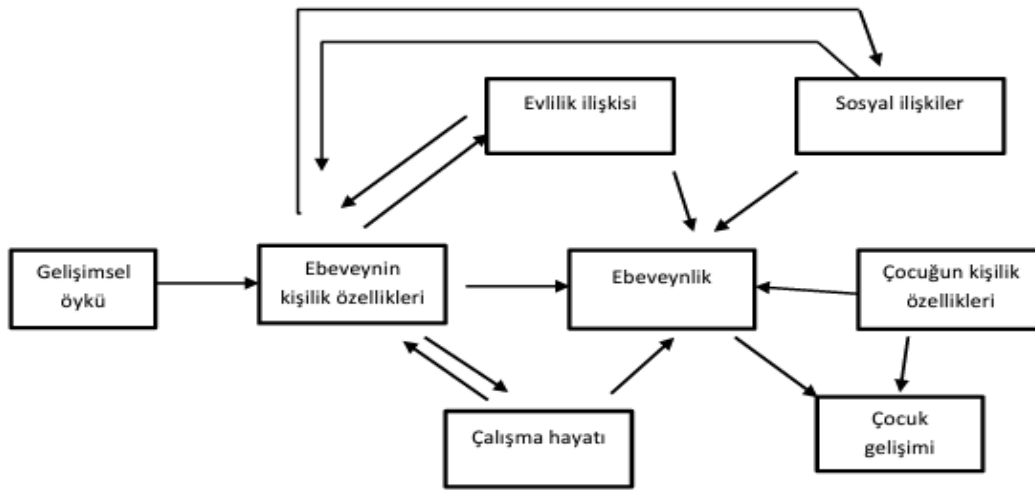 Evlilik ilişkisi
Sosyal ilişkiler
Gelişimsel
öykü
Ebeveynin
kişilik özellikleri
Ebeveynlik
Çocuğun kişilik
özellikleri
Çalışma hayatı
Çocuk
gelişimi